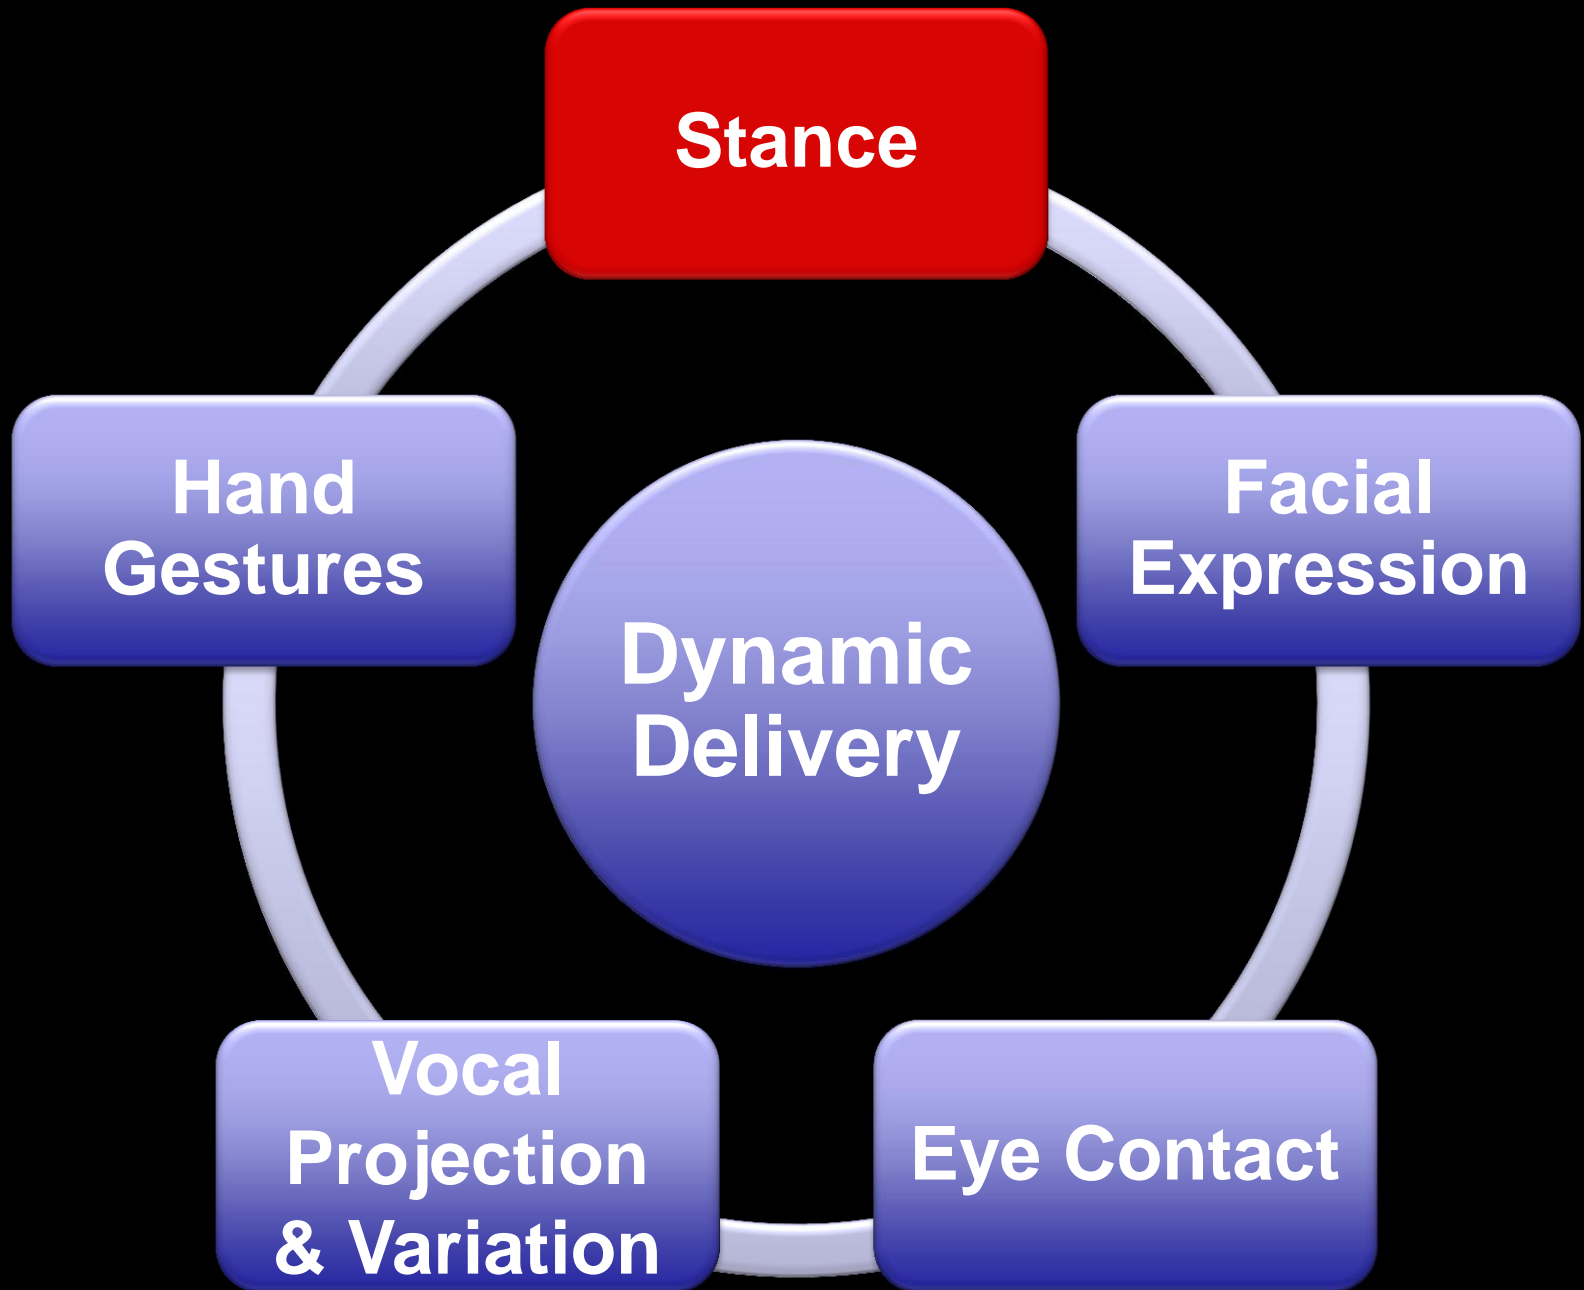 Stance
Hand
Gestures
Facial
Expression
Dynamic
Delivery
Vocal
Projection
& Variation
Eye Contact